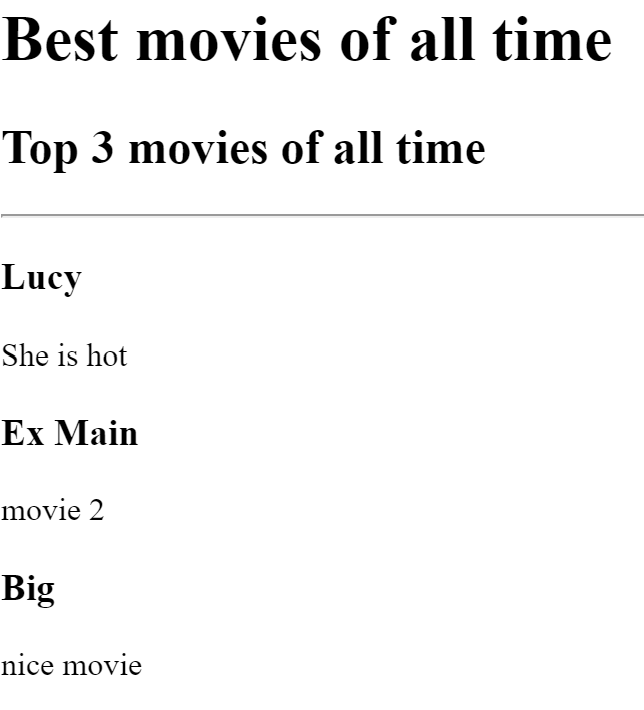 Best movies of all time
Top 3 movies of all time
Lucy
She is hot
Ex Main
movie 2
Big
nice movie